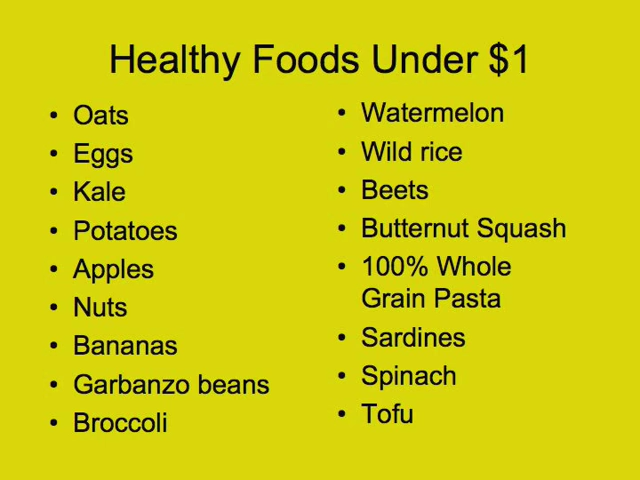 Healthy Foods Under $1
• Oats
• Eggs
• Kale
• Potatoes
• Apples
• Nuts
• Bananas
• Garbanzo beans
• Broccoli
• Watermelon
• Wild rice
• Beets
• Butternut Squash
• 100% Whole
Grain Pasta
• Sardines
• Spinach
• Tofu